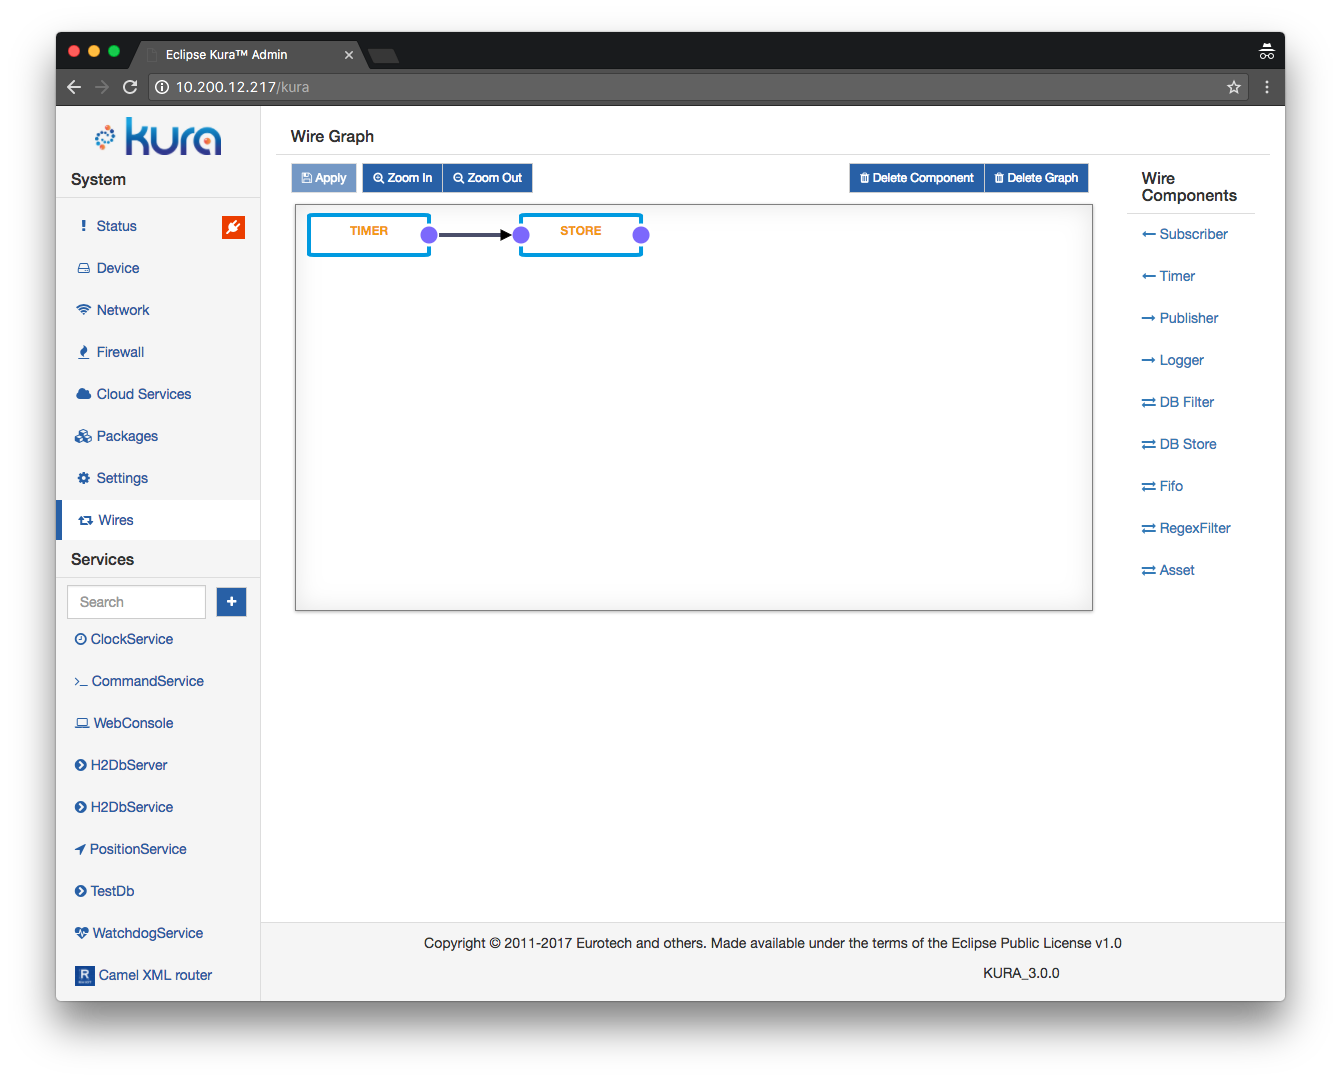 Eclipse Kura™ Admin
10.200.12.217/kura
kura
System
Status
Device
Network
Firewall
Cloud Services
Packages
Settings
Wires
Services
Search
ClockService
CommandService
WebConsole
H2DbServer
H2DbService
PositionService
TestDb
WatchdogService
R
Camel XML router
Wire Graph
Apply
Zoom In
Zoom Out
Delete Component
Delete Graph
TIMER
STORE
Wire
Components
Subscriber
Timer
Publisher
Logger
DB Filter
DB Store
Fifo
RegexFilter
Asset
Copyright © 2011-2017 Eurotech and others. Made available under the terms of the Eclipse Public License v1.0
KURA_3.0.0